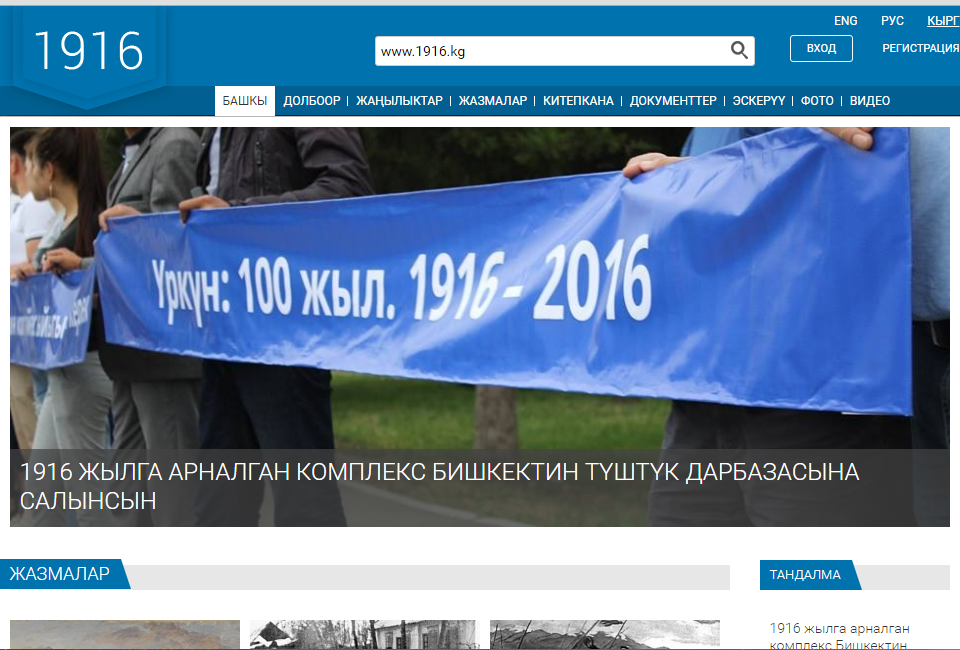 1916
ENG РУС КЫРГ
www.1916.kg
ВХОД РЕГИСТРАЦИЯ
БАШКЫ ДОЛБООР | ЖАҢЫЛЫКТАР | ЖАЗМАЛАР | КИТЕПКАНА | ДОКУМЕНТТЕР | ЭСКЕРҮҮ | ФОТО | ВИДЕО
Үркүн: 100 жыл. 1916 - 2016
1916 ЖЫЛГА АРНАЛГАН КОМПЛЕКС БИШКЕКТИН ТҮШТҮК ДАРБАЗАСЫНА
САЛЫНСЫН
ЖАЗМАЛАР
ТАНДАЛМА
1916 жылга арналган
комплекс Бишкектин